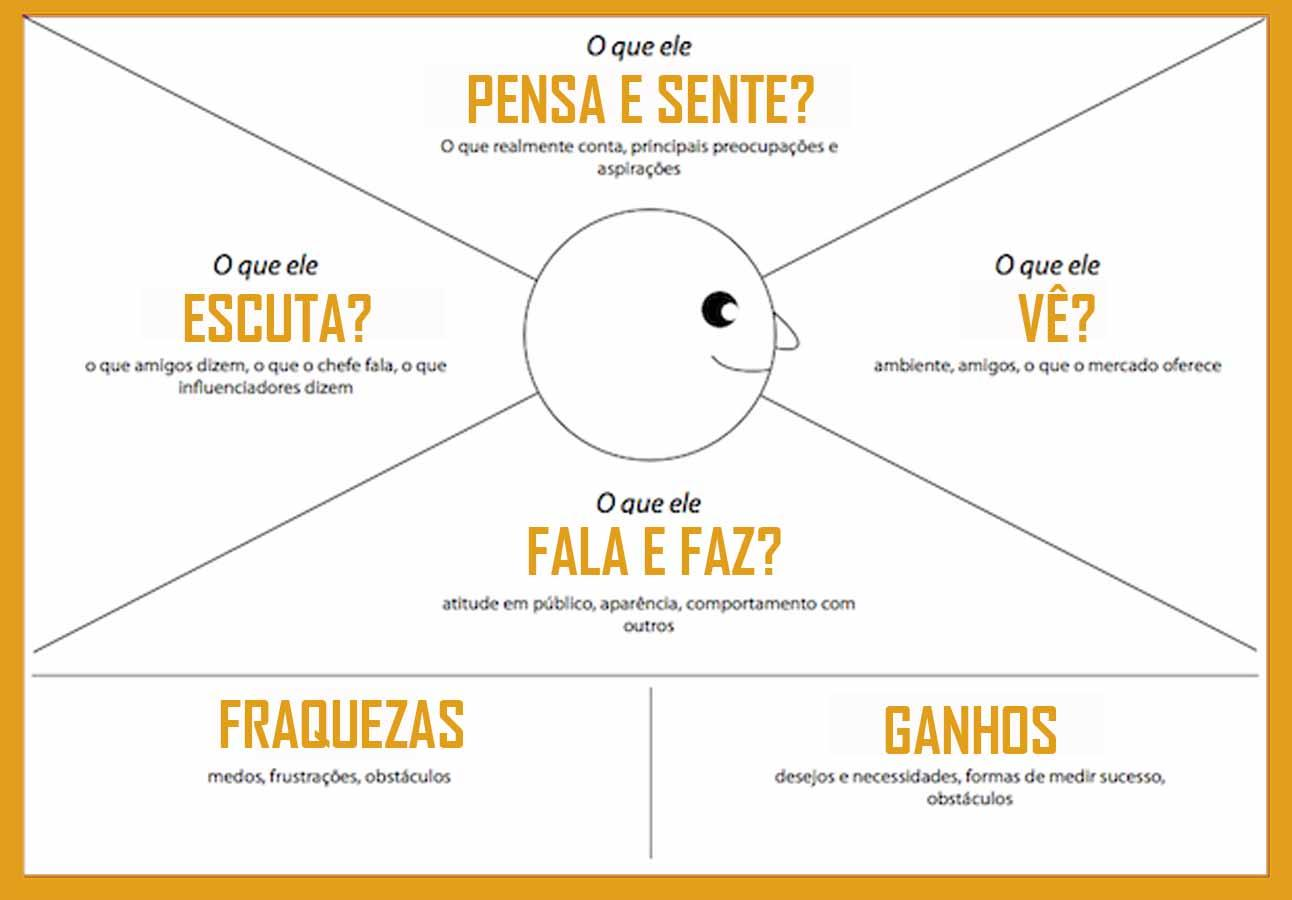 O que ele
PENSA E SENTE?
O que realmente conta, principais preocupações e
aspirações
O que ele
ESCUTA?
o que amigos dizem, o que o chefe fala, o que
influenciadores dizem
O que ele
VÊ?
ambiente, amigos, o que o mercado oferece
O que ele
FALA E FAZ?
atitude em público, aparência, comportamento com
outros
FRAQUEZAS
medos, frustrações, obstáculos
GANHOS
desejos e necessidades, formas de medir sucesso,
obstáculos